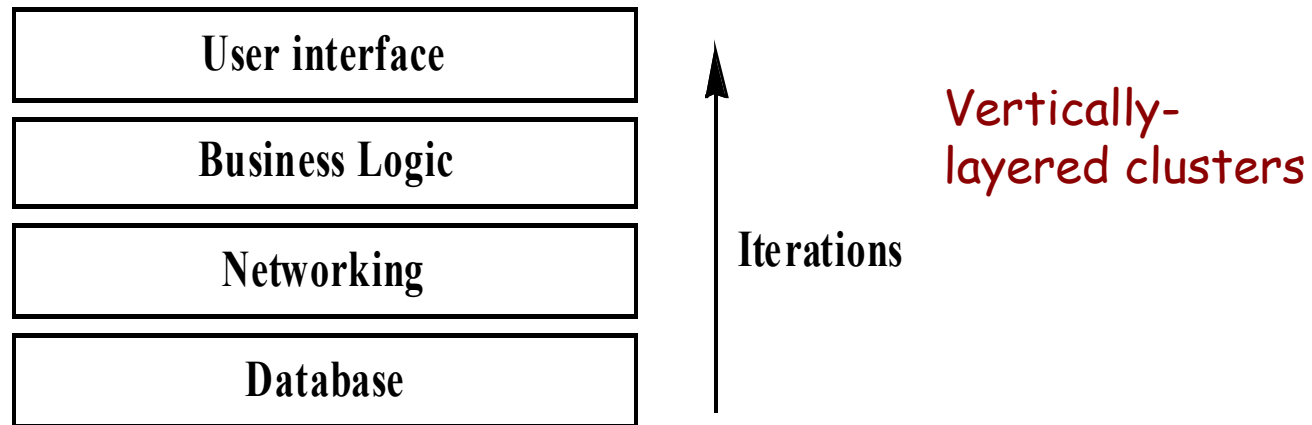 User interface
Business Logic
Networking
Database
Iterations
Vertically-
layered clusters